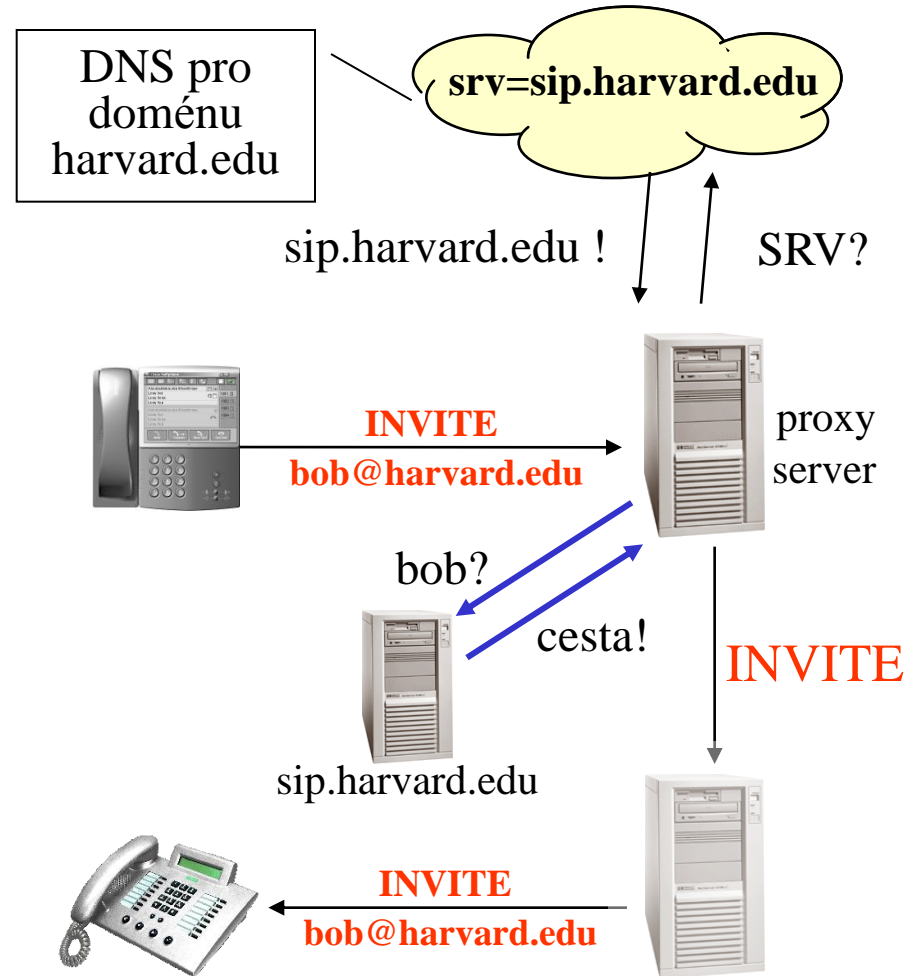 DNS pro
doménu
harvard.edu
srv=sip.harvard.edu
sip.harvard.edu !
SRV?
INVITE
bob@harvard.edu
proxy
server
bob?
cesta!
INVITE
sip.harvard.edu
INVITE
bob@harvard.edu